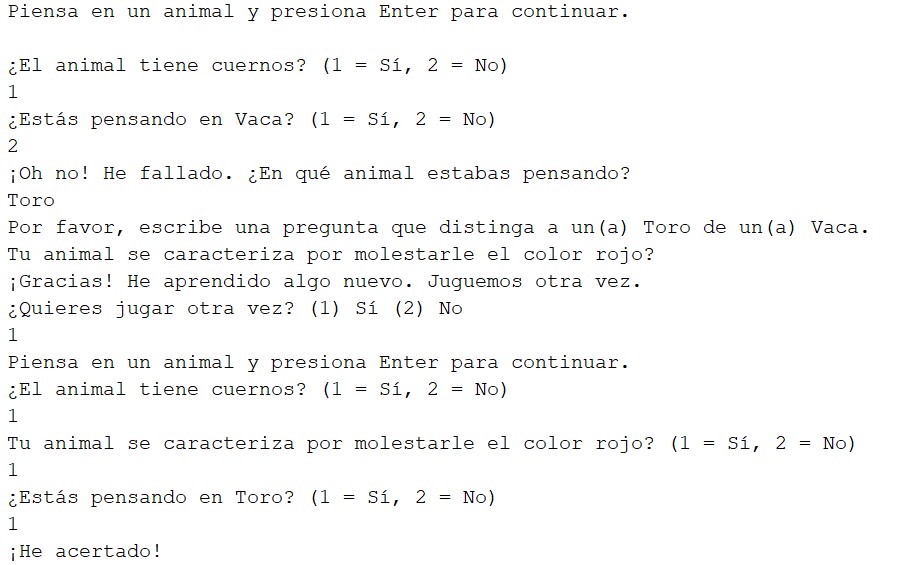 Piensa en un animal y presiona Enter para continuar.
¿El animal tiene cuernos? (1 = Sí, 2 = No)
1
¿Estás pensando en Vaca? (1 = Sí, 2 = No)
2
¡Oh no! He fallado. ¿En qué animal estabas pensando?
Toro
Por favor, escribe una pregunta que distinga a un(a) Toro de un(a) Vaca.
Tu animal se caracteriza por molestarle el color rojo?
¡Gracias! He aprendido algo nuevo. Juguemos otra vez.
¿Quieres jugar otra vez? (1) Sí (2) No
1
Piensa en un animal y presiona Enter para continuar.
¿El animal tiene cuernos? (1 = Sí, 2 = No)
1
Tu animal se caracteriza por molestarle el color rojo? (1 = Sí, 2 = No)
1
¿Estás pensando en Toro? (1 = Sí, 2 = No)
1
¡He acertado!